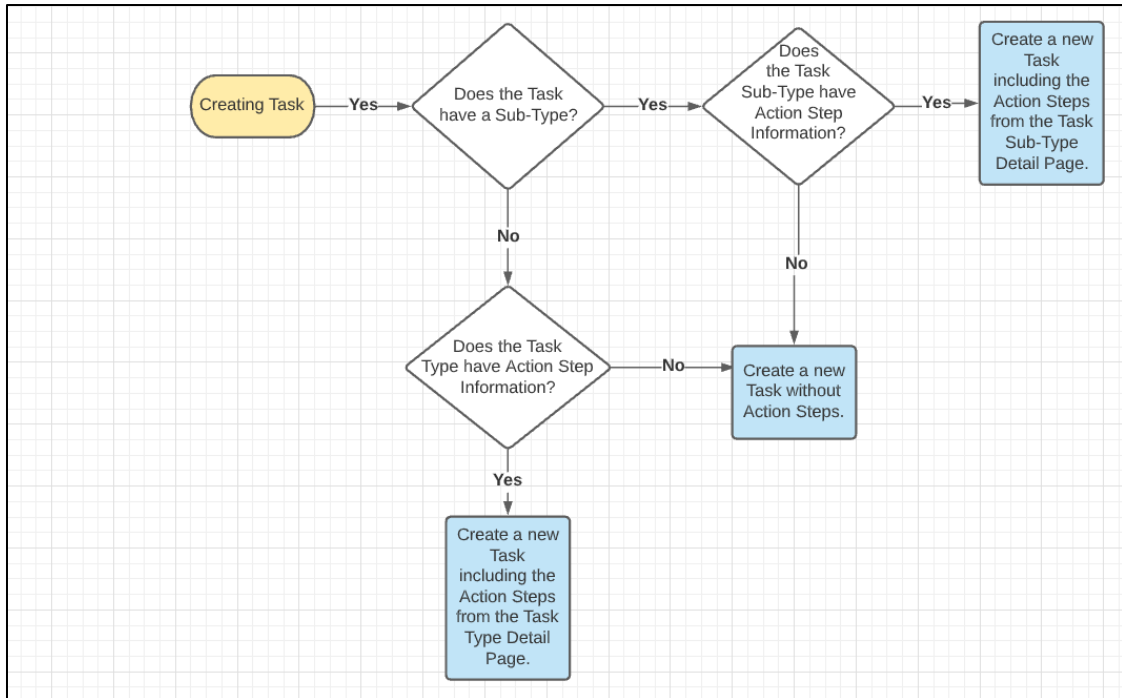 Creating Task
Yes
Does the Task
have a Sub-Type?
Yes
Does
the Task
Sub-Type have
Action Step
Information?
Yes
Create a new
Task
including the
Action Steps
from the Task
Sub-Type
Detail Page.
No
No
Does the Task
Type have Action Step
Information?
No
Create a new
Task without
Action Steps.
Yes
Create a new
Task
including the
Action Steps
from the Task
Type Detail
Page.